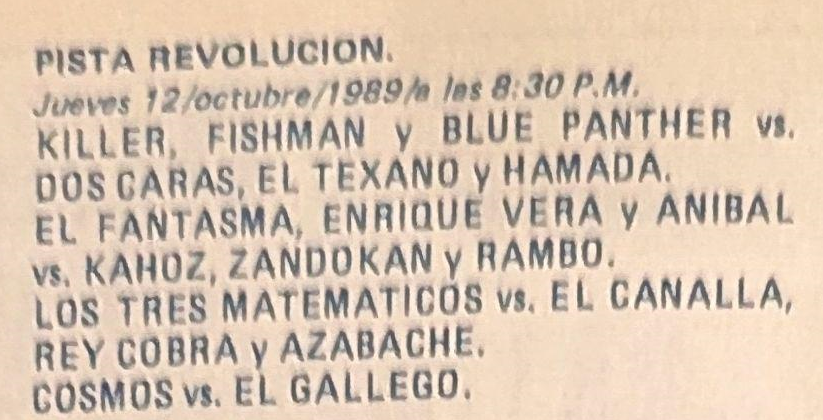 PISTA REVOLUCION.
Jueves 12/octubre/1989/a las 8:30 P.M.
KILLER, FISHMAN y BLUE PANTHER vs.
DOS CARAS, EL TEXANO y HAMADA.
EL FANTASMA, ENRIQUE VERA y ANIBAL
vs. KAHOZ, ZANDOKAN y RAMBO.
LOS TRES MATEMATICOS vs. EL CANALLA,
REY COBRA y AZABACHE.
COSMOS vs. EL GALLEGO.